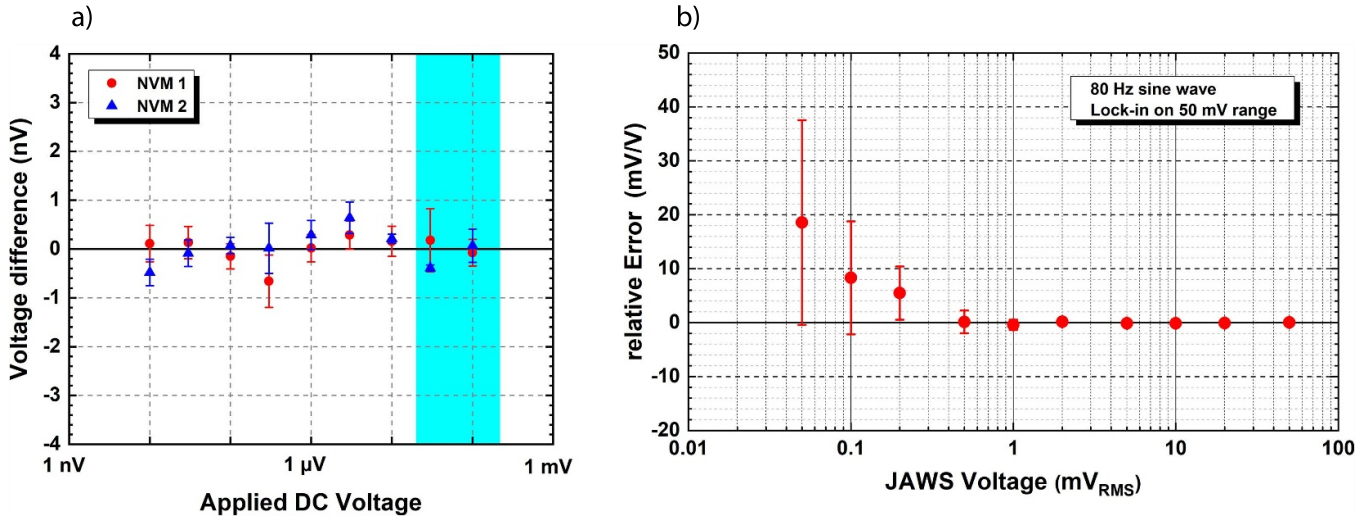 a)
4
3
2
1
0
-1
-2
-3
-4
Voltage difference (nV)
NVM 1
NVM 2
1 nV
1 µV
1 mV
Applied DC Voltage
b)
50
40
30
20
10
0
-10
-20
relative Error (mV/V)
80 Hz sine wave
Lock-in on 50 mV range
0.01
0.1
1
10
100
JAWS Voltage (mVRMS)